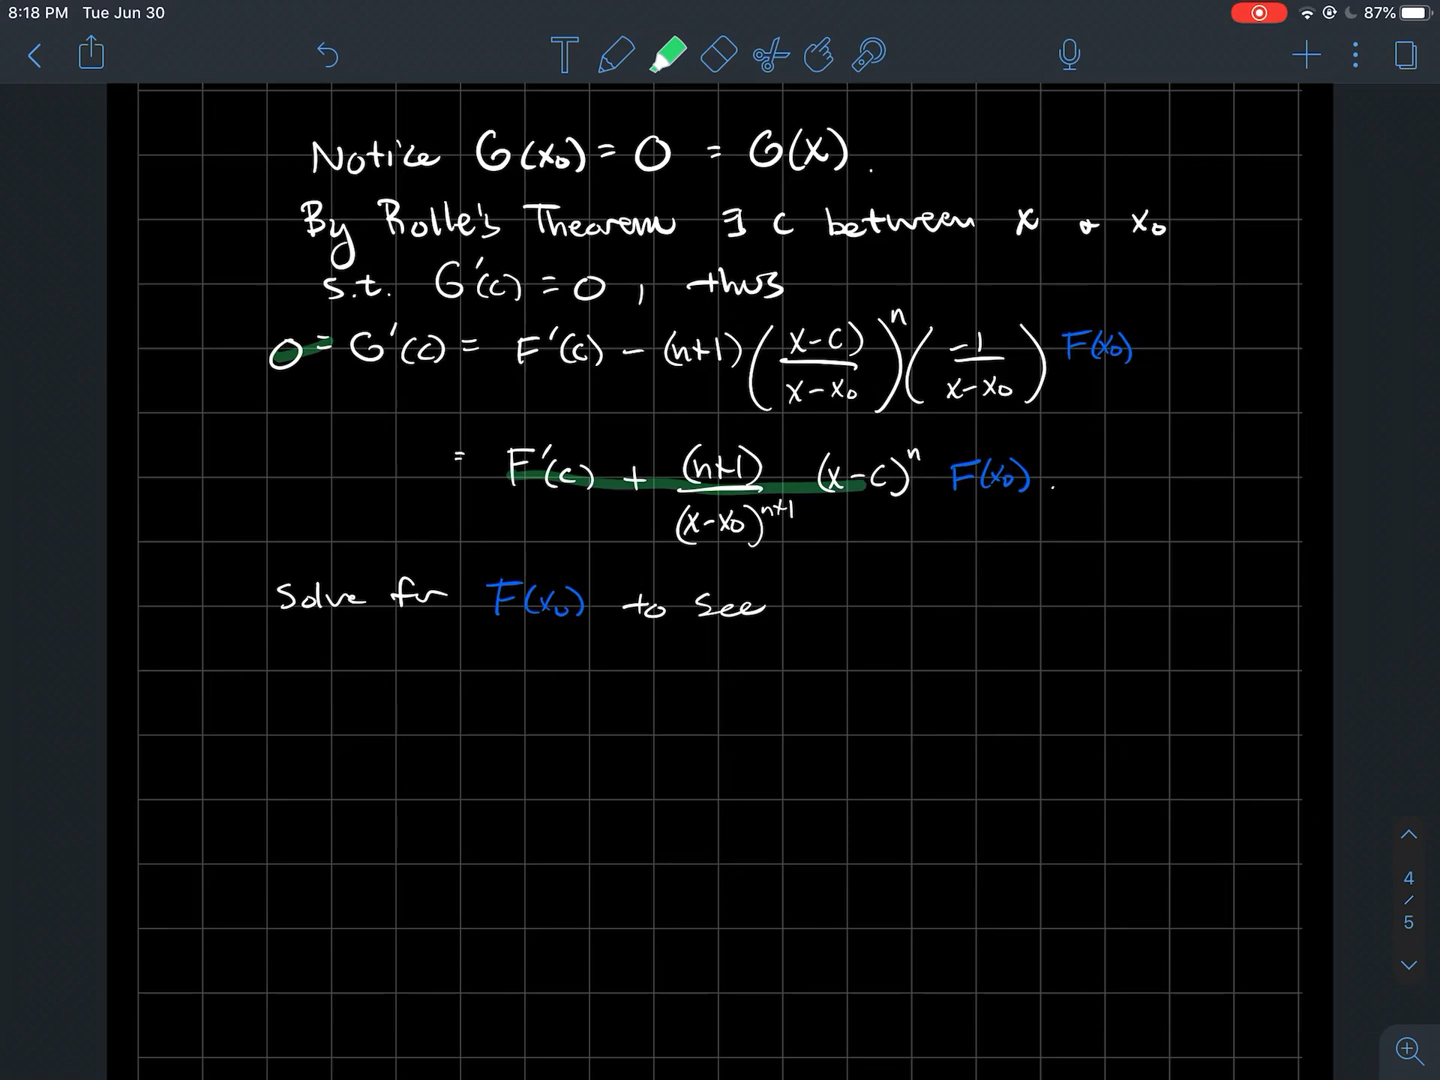 8:18 PM Tue Jun 30 87%
T
Notice G(x₀) = 0 = G(x).
By Rolle's Theorem ∃ c between x & x₀
s.t. G'(c) = 0, thus
0 = G'(c) = F'(c) - (n+1) ((x-c)/(x-x₀))ⁿ (-1/(x-x₀)) F(x₀)
= F'(c) + (n+1)/(x-x₀)ⁿ⁺¹ (x-c)ⁿ F(x₀).
Solve for F(x₀) to see
4
/
5